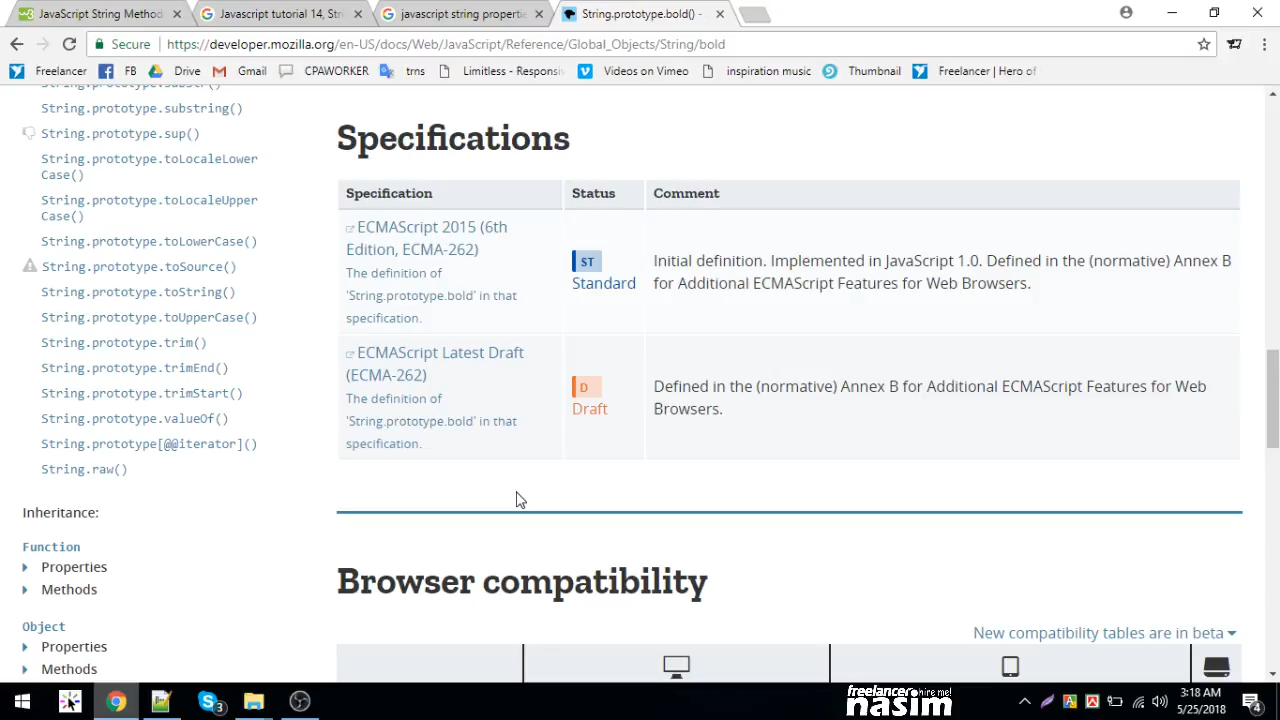 JavaScript String Method
Javascript tutorial 14, St
javascript string properti
String.prototype.bold() -
Secure
https://developer.mozilla.org/en-US/docs/Web/JavaScript/Reference/Global_Objects/String/bold
Freelancer
FB
Drive
Gmail
CPAWORKER
trns
Limitless - Responsi
Videos on Vimeo
inspiration music
Thumbnail
Freelancer | Hero of
String.prototype.substr()
String.prototype.substring()
String.prototype.sup()
String.prototype.toLocaleLower
Case()
String.prototype.toLocaleUpper
Case()
String.prototype.toLowerCase()
String.prototype.toSource()
String.prototype.toString()
String.prototype.toUpperCase()
String.prototype.trim()
String.prototype.trimEnd()
String.prototype.trimStart()
String.prototype.valueOf()
String.prototype[@@iterator]()
String.raw()
Inheritance:
Function
Properties
Methods
Object
Properties
Methods
Specifications
Specification Status Comment
ECMAScript 2015 (6th
Edition, ECMA-262)
The definition of
'String.prototype.bold' in that
specification.
ST
Standard
Initial definition. Implemented in JavaScript 1.0. Defined in the (normative) Annex B
for Additional ECMAScript Features for Web Browsers.
ECMAScript Latest Draft
(ECMA-262)
The definition of
'String.prototype.bold' in that
specification.
D
Draft
Defined in the (normative) Annex B for Additional ECMAScript Features for Web
Browsers.
Browser compatibility
New compatibility tables are in beta
3
freelancer hire me!
nasim
3:18 AM
5/25/2018
4